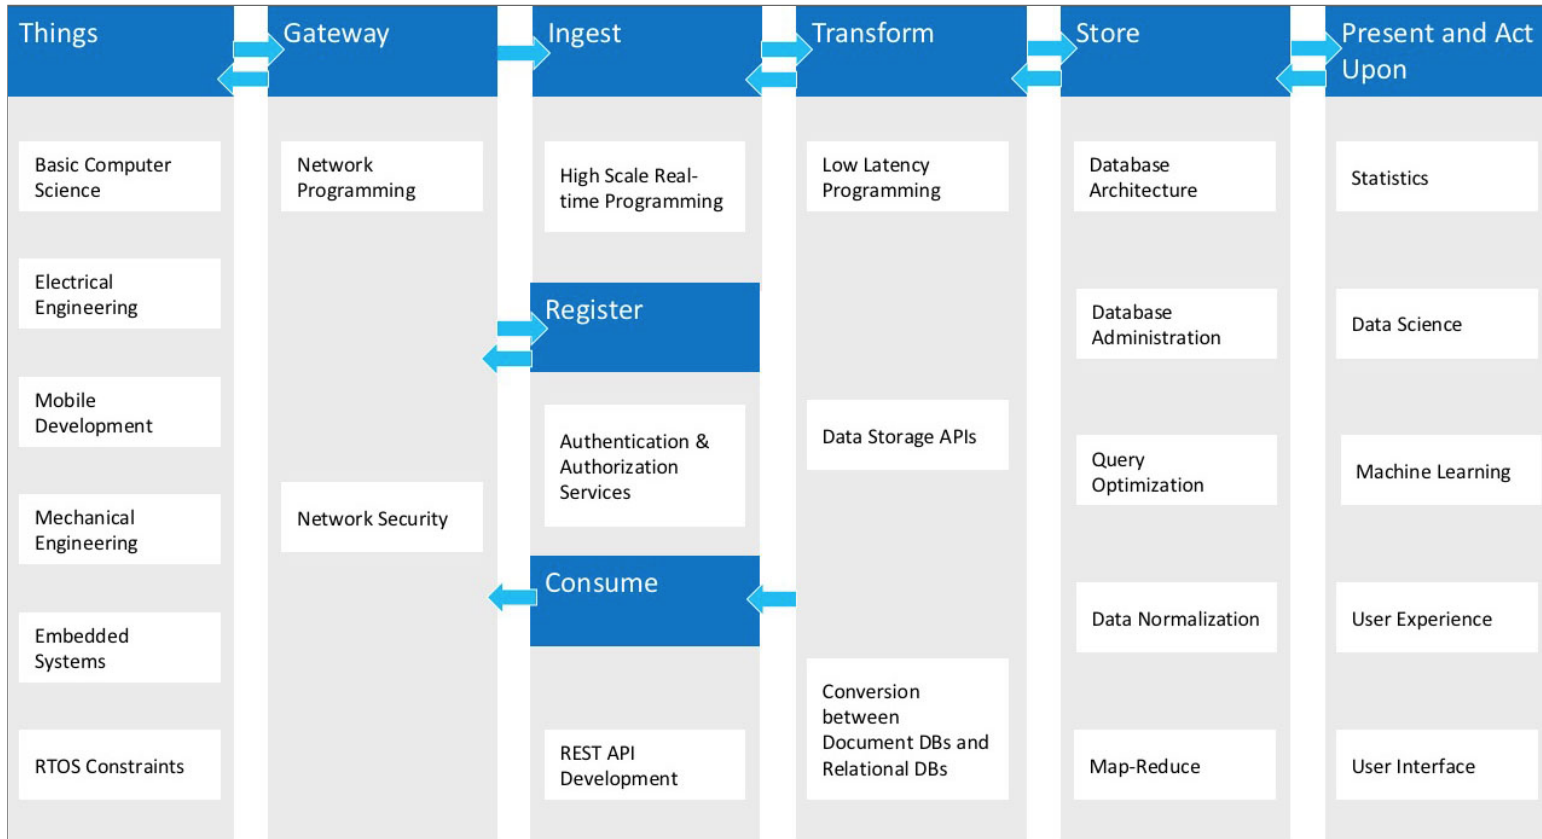 Things
Basic Computer
Science
Electrical
Engineering
Mobile
Development
Mechanical
Engineering
Embedded
Systems
RTOS Constraints
Gateway
Network
Programming
Network Security
Ingest
High Scale Real-
time Programming
Register
Authentication &
Authorization
Services
Consume
REST API
Development
Transform
Low Latency
Programming
Data Storage APIs
Conversion
between
Document DBs and
Relational DBs
Store
Database
Architecture
Database
Administration
Query
Optimization
Data Normalization
Map-Reduce
Present and Act
Upon
Statistics
Data Science
Machine Learning
User Experience
User Interface